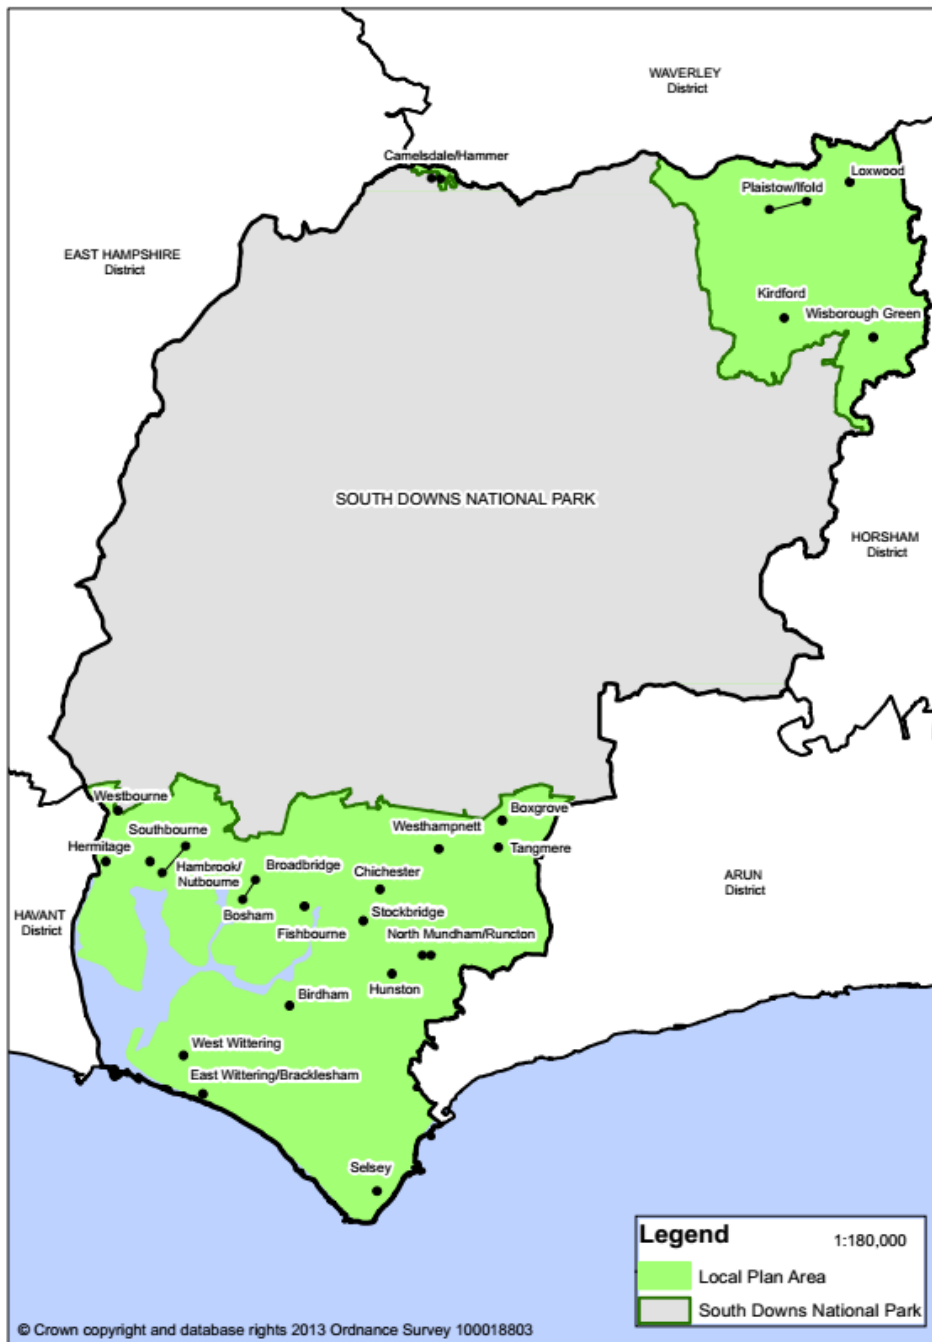 WAVERLEY
District
Camelsdale/Hammer
Loxwood
Plaistow/Ifold
EAST HAMPSHIRE
District
Kirdford
Wisborough Green
SOUTH DOWNS NATIONAL PARK
HORSHAM
District
Westbourne
Boxgrove
Westhampnett
Southbourne
Hermitage
Tangmere
Hambrook/
Nutbourne
Broadbridge
Chichester
ARUN
District
Bosham
HAVANT
District
Stockbridge
Fishbourne
North Mundham/Runcton
Hunston
Birdham
West Wittering
East Wittering/Bracklesham
Selsey
Legend
1:180,000
Local Plan Area
South Downs National Park
© Crown copyright and database rights 2013 Ordnance Survey 100018803